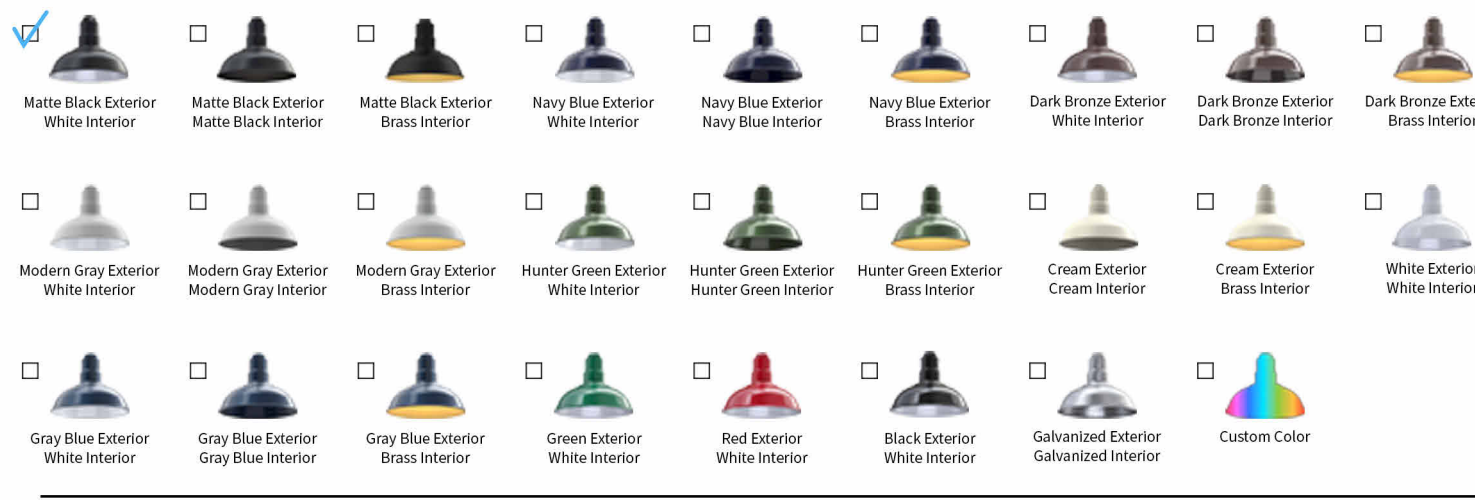 Matte Black Exterior
White Interior
Matte Black Exterior
Matte Black Interior
Matte Black Exterior
Brass Interior
Navy Blue Exterior
White Interior
Navy Blue Exterior
Navy Blue Interior
Navy Blue Exterior
Brass Interior
Dark Bronze Exterior
White Interior
Dark Bronze Exterior
Dark Bronze Interior
Dark Bronze Exte
Brass Interior
Modern Gray Exterior
White Interior
Modern Gray Exterior
Modern Gray Interior
Modern Gray Exterior
Brass Interior
Hunter Green Exterior
White Interior
Hunter Green Exterior
Hunter Green Interior
Hunter Green Exterior
Brass Interior
Cream Exterior
Cream Interior
Cream Exterior
Brass Interior
White Exterior
White Interior
Gray Blue Exterior
White Interior
Gray Blue Exterior
Gray Blue Interior
Gray Blue Exterior
Brass Interior
Green Exterior
White Interior
Red Exterior
White Interior
Black Exterior
White Interior
Galvanized Exterior
Galvanized Interior
Custom Color